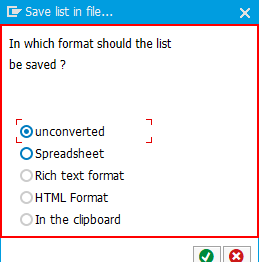 Save list in file...
In which format should the list
be saved ?
unconverted
Spreadsheet
Rich text format
HTML Format
In the clipboard